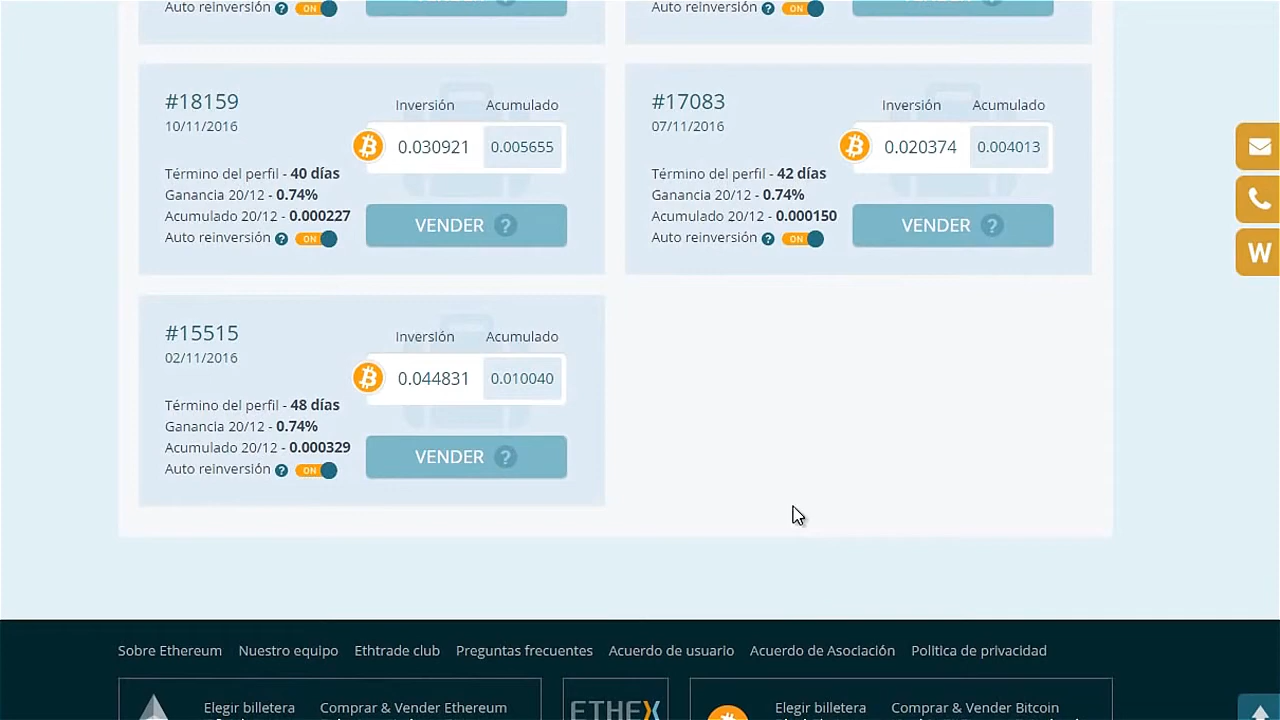 Auto reinversión ? ON
Auto reinversión ? ON
#18159
10/11/2016
Inversión Acumulado
0.030921 0.005655
Término del perfil - 40 días
Ganancia 20/12 - 0.74%
Acumulado 20/12 - 0.000227
Auto reinversión ? ON
VENDER ?
#17083
07/11/2016
Inversión Acumulado
0.020374 0.004013
Término del perfil - 42 días
Ganancia 20/12 - 0.74%
Acumulado 20/12 - 0.000150
Auto reinversión ? ON
VENDER ?
#15515
02/11/2016
Inversión Acumulado
0.044831 0.010040
Término del perfil - 48 días
Ganancia 20/12 - 0.74%
Acumulado 20/12 - 0.000329
Auto reinversión ? ON
VENDER ?
W
Sobre Ethereum Nuestro equipo Ethtrade club Preguntas frecuentes Acuerdo de usuario Acuerdo de Asociación Politica de privacidad
Elegir billetera Comprar & Vender Ethereum
ETHEX
Elegir billetera Comprar & Vender Bitcoin